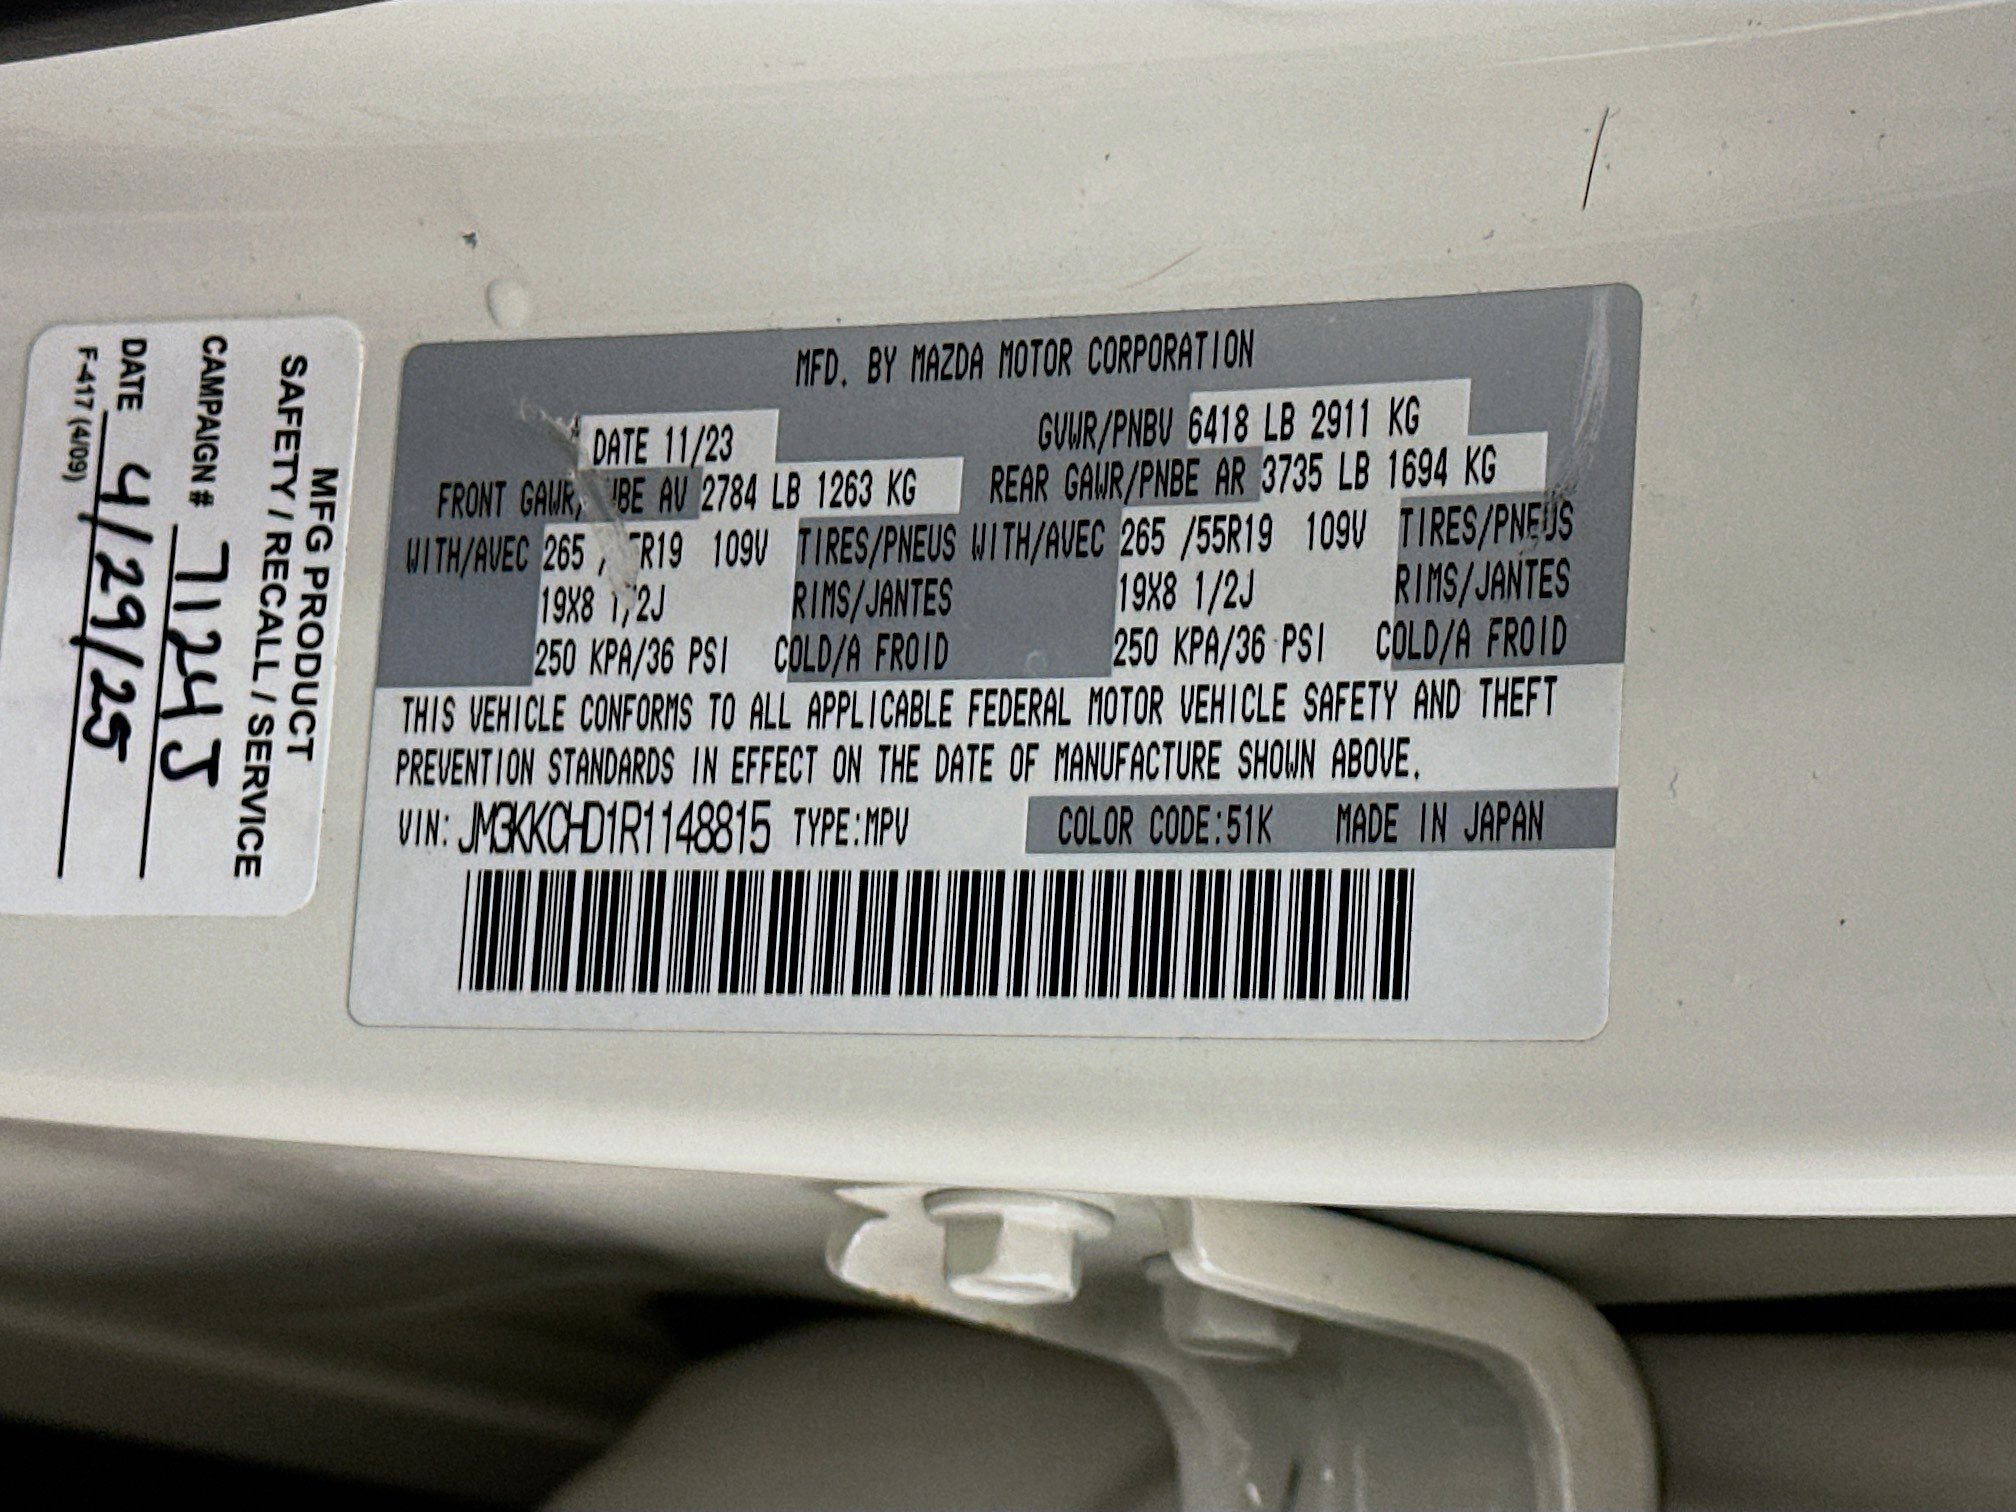 MFG PRODUCT
SAFETY / RECALL / SERVICE
CAMPAIGN # 7124J
DATE 4/29/25
F-417 (4/09)
MFD. BY MAZDA MOTOR CORPORATION
DATE 11/23 GVWR/PNBV 6418 LB 2911 KG
FRONT GAWR/ AV 2784 LB 1263 KG REAR GAWR/PNBE AR 3735 LB 1694 KG
WITH/AVEC 265 109V TIRES/PNEUS WITH/AVEC 265 /55R19 109V TIRES/PNEUS
19X8 1/2J RIMS/JANTES 19X8 1/2J RIMS/JANTES
250 KPA/36 PSI COLD/A FROID 250 KPA/36 PSI COLD/A FROID
THIS VEHICLE CONFORMS TO ALL APPLICABLE FEDERAL MOTOR VEHICLE SAFETY AND THEFT
PREVENTION STANDARDS IN EFFECT ON THE DATE OF MANUFACTURE SHOWN ABOVE.
VIN: JM3KKCHD1R1148815 TYPE:MPV COLOR CODE:51K MADE IN JAPAN